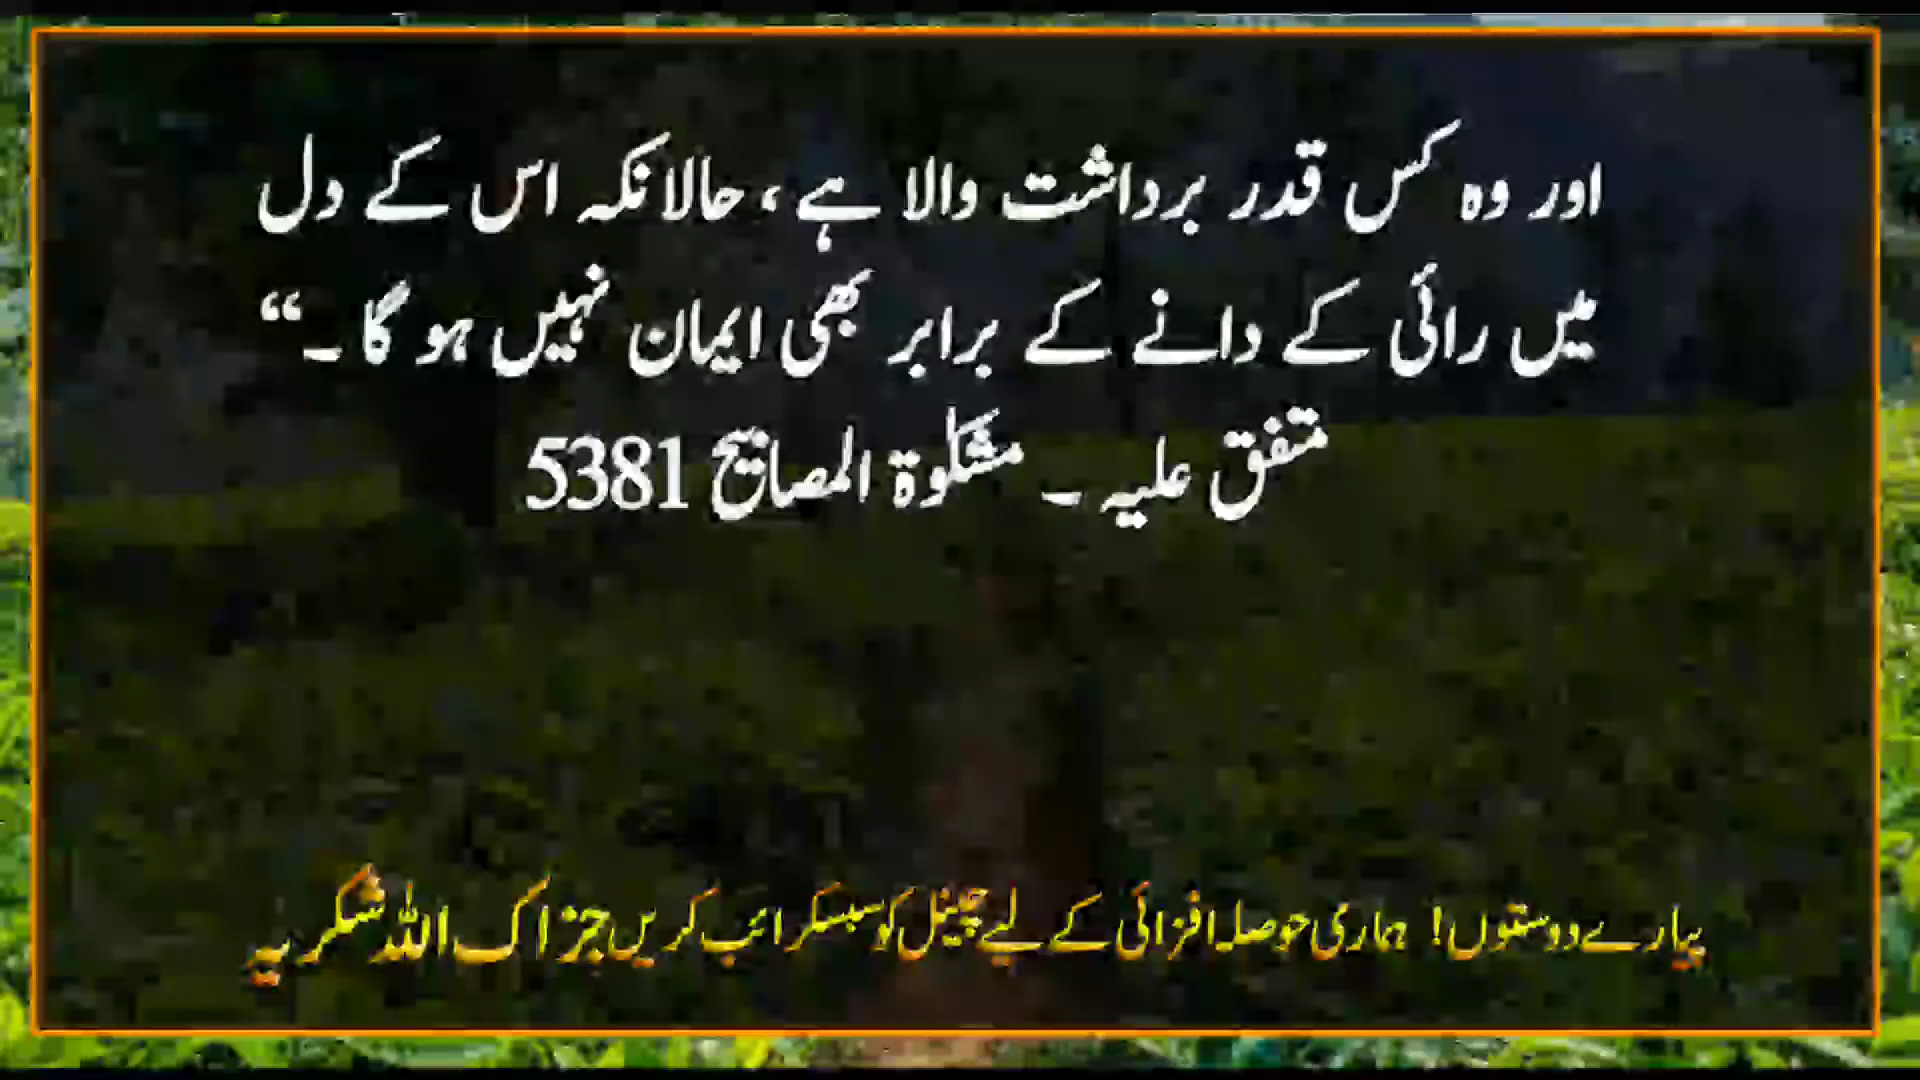 اور وہ کس قدر برداشت والا ہے ، حالانکہ اس کے دل
میں رائی کے دانے کے برابر بھی ایمان نہیں ہو گا ۔“
متفق علیہ ۔ مشکوٰۃ المصابیح 5381
پیارے دوستوں! ہماری حوصلہ افزائی کے لیے چینل کو سبسکرائب کریں جزاک اللہ شکریہ